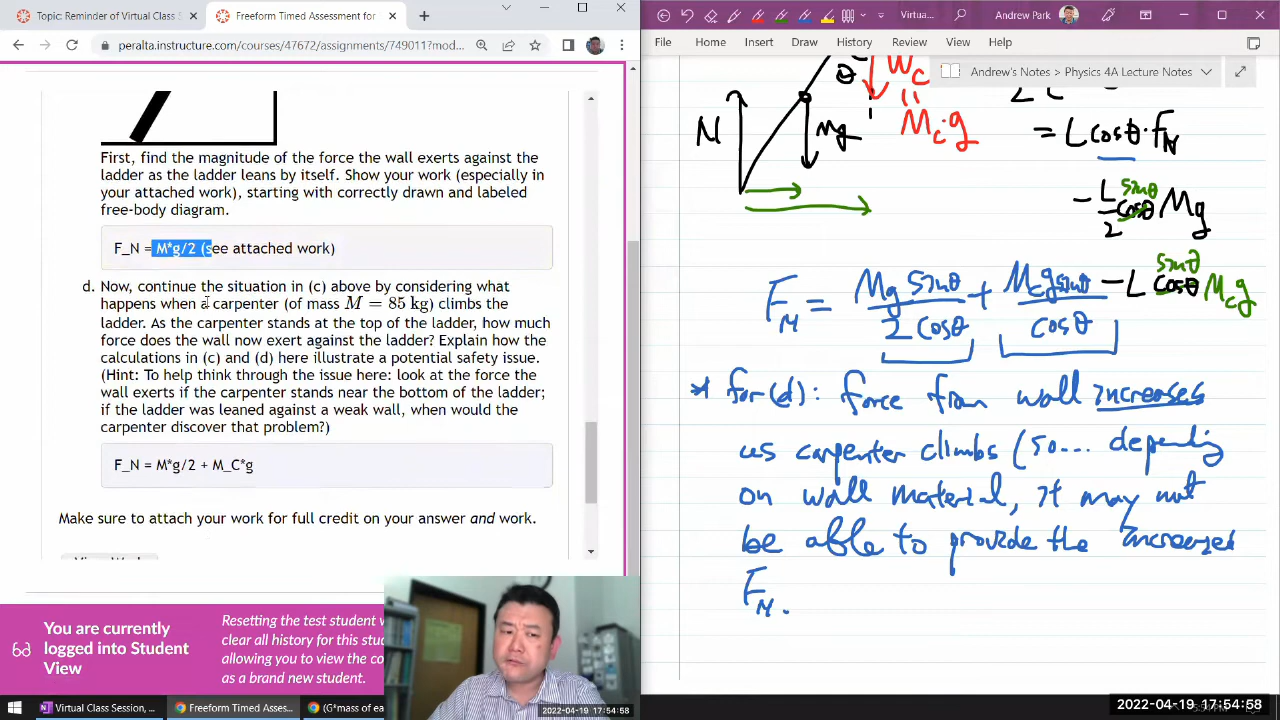 Topic Reminder of Virtual Class S
Freeform Timed Assessment for
peralta.instructure.com/courses/47672/assignments/749011?mod...
First, find the magnitude of the force the wall exerts against the
ladder as the ladder leans by itself. Show your work (especially in
your attached work), starting with correctly drawn and labeled
free-body diagram.
F_N = M*g/2 (see attached work)
d. Now, continue the situation in (c) above by considering what
happens when a carpenter (of mass M = 85 kg) climbs the
ladder. As the carpenter stands at the top of the ladder, how much
force does the wall now exert against the ladder? Explain how the
calculations in (c) and (d) here illustrate a potential safety issue.
(Hint: To help think through the issue here: look at the force the
wall exerts if the carpenter stands near the bottom of the ladder;
if the ladder was leaned against a weak wall, when would the
carpenter discover that problem?)
F_N = M*g/2 + M_C*g
Make sure to attach your work for full credit on your answer and work.
You are currently
logged into Student
View
Resetting the test student w
clear all history for this stud
allowing you to view the co
as a brand new student.
Virtual Class Session, ...
Freeform Timed Asses...
(G*mass of ea
2022-04-19 17:54:58
Virtua...
Andrew Park
File Home Insert Draw History Review View Help
Andrew's Notes > Physics 4A Lecture Notes
θ
W_C
N
Mg
M_C·g
= L cosθ · F_N
- L/2 cosθ sinθ Mg
- L cosθ sinθ M_C g
F_N = Mg sinθ / 2 cosθ + M_C g sinθ / cosθ
* for (d): force from wall increases
as carpenter climbs (so... depending
on wall material, it may not
be able to provide the increased
F_N.
2022-04-19 17:54:58